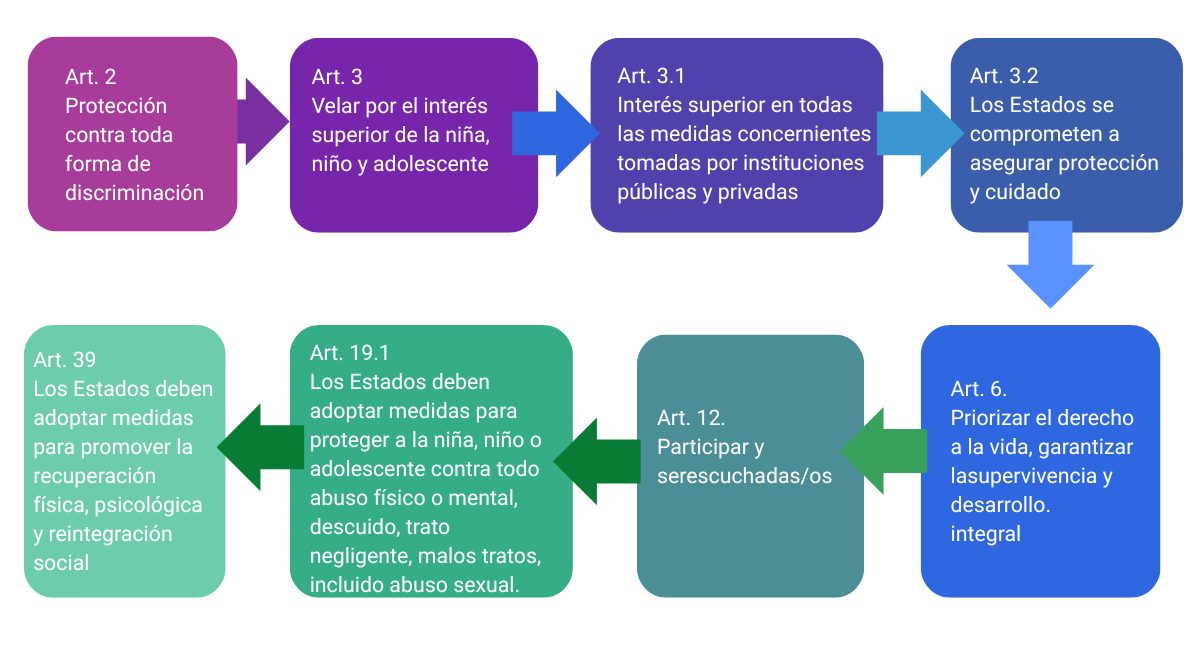 Art. 2
Protección
contra toda
forma de
discriminación
Art. 3
Velar por el interés
superior de la niña,
niño y adolescente
Art. 3.1
Interés superior en todas
las medidas concernientes
tomadas por instituciones
públicas y privadas
Art. 3.2
Los Estados se
comprometen a
asegurar protección
y cuidado
Art. 6.
Priorizar el derecho
a la vida, garantizar
lasupervivencia y
desarrollo.
integral
Art. 12.
Participar y
serescuchadas/os
Art. 19.1
Los Estados deben
adoptar medidas para
proteger a la niña, niño o
adolescente contra todo
abuso físico o mental,
descuido, trato
negligente, malos tratos,
incluido abuso sexual.
Art. 39
Los Estados deben
adoptar medidas
para promover la
recuperación
física, psicológica
y reintegración
social